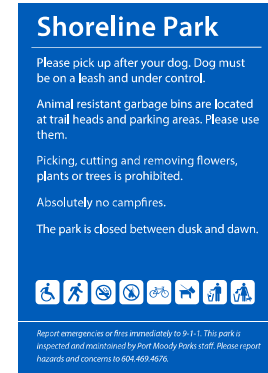 Shoreline Park
Please pick up after your dog. Dog must
be on a leash and under control.
Animal resistant garbage bins are located
at trail heads and parking areas. Please use
them.
Picking, cutting and removing flowers,
plants or trees is prohibited.
Absolutely no campfires.
The park is closed between dusk and dawn.
Report emergencies or fires immediately to 9-1-1. This park is
inspected and maintained by Port Moody Parks staff. Please report
hazards and concerns to 604.469.4676.